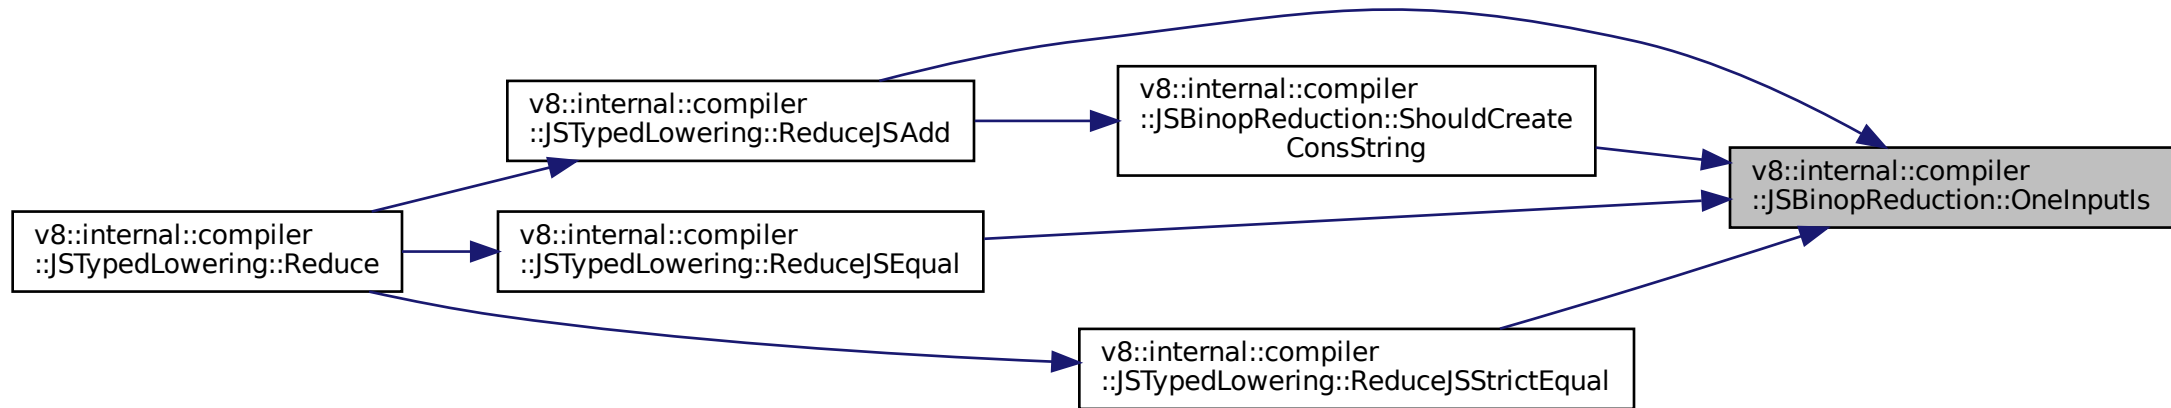 v8::internal::compiler
::JSTypedLowering::Reduce
v8::internal::compiler
::JSTypedLowering::ReduceJSAdd
v8::internal::compiler
::JSTypedLowering::ReduceJSEqual
v8::internal::compiler
::JSBinopReduction::ShouldCreate
ConsString
v8::internal::compiler
::JSTypedLowering::ReduceJSStrictEqual
v8::internal::compiler
::JSBinopReduction::OneInputIs